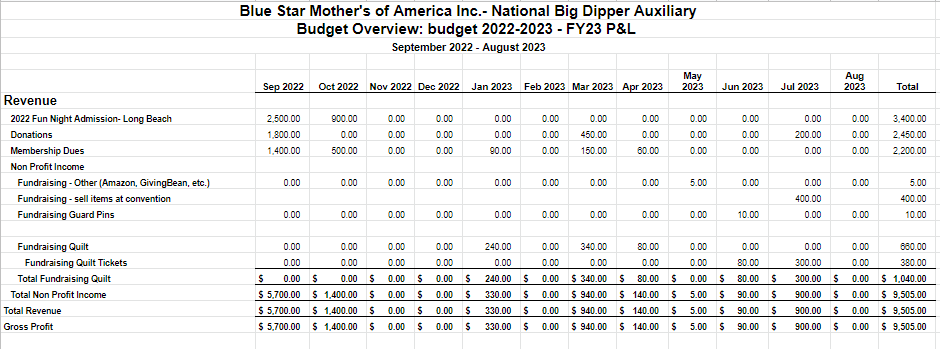 Blue Star Mother's of America Inc.- National Big Dipper Auxiliary
Budget Overview: budget 2022-2023 - FY23 P&L
September 2022 - August 2023
Sep 2022 Oct 2022 Nov 2022 Dec 2022 Jan 2023 Feb 2023 Mar 2023 Apr 2023 May 2023 Jun 2023 Jul 2023 Aug 2023 Total
Revenue
2022 Fun Night Admission- Long Beach 2,500.00 900.00 0.00 0.00 0.00 0.00 0.00 0.00 0.00 0.00 0.00 0.00 3,400.00
Donations 1,800.00 0.00 0.00 0.00 0.00 0.00 450.00 0.00 0.00 0.00 200.00 0.00 2,450.00
Membership Dues 1,400.00 500.00 0.00 0.00 90.00 0.00 150.00 60.00 0.00 0.00 0.00 0.00 2,200.00
Non Profit Income
Fundraising - Other (Amazon, GivingBean, etc.) 0.00 0.00 0.00 0.00 0.00 0.00 0.00 0.00 5.00 0.00 0.00 0.00 5.00
Fundraising - sell items at convention 400.00 400.00
Fundraising Guard Pins 0.00 0.00 0.00 0.00 0.00 0.00 0.00 0.00 0.00 10.00 0.00 0.00 10.00
Fundraising Quilt 0.00 0.00 0.00 0.00 240.00 0.00 340.00 80.00 0.00 0.00 0.00 0.00 660.00
Fundraising Quilt Tickets 0.00 0.00 0.00 0.00 0.00 0.00 0.00 0.00 0.00 80.00 300.00 0.00 380.00
Total Fundraising Quilt $ 0.00 $ 0.00 $ 0.00 $ 0.00 $ 240.00 $ 0.00 $ 340.00 $ 80.00 $ 0.00 $ 80.00 $ 300.00 $ 0.00 $ 1,040.00
Total Non Profit Income $ 5,700.00 $ 1,400.00 $ 0.00 $ 0.00 $ 330.00 $ 0.00 $ 940.00 $ 140.00 $ 5.00 $ 90.00 $ 900.00 $ 0.00 $ 9,505.00
Total Revenue $ 5,700.00 $ 1,400.00 $ 0.00 $ 0.00 $ 330.00 $ 0.00 $ 940.00 $ 140.00 $ 5.00 $ 90.00 $ 900.00 $ 0.00 $ 9,505.00
Gross Profit $ 5,700.00 $ 1,400.00 $ 0.00 $ 0.00 $ 330.00 $ 0.00 $ 940.00 $ 140.00 $ 5.00 $ 90.00 $ 900.00 $ 0.00 $ 9,505.00